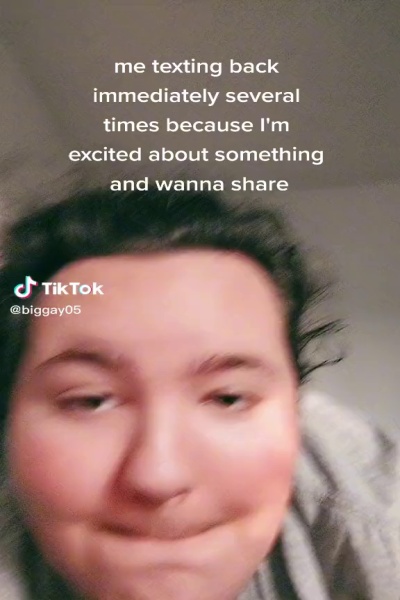 me texting back
immediately several
times because I'm
excited about something
and wanna share
TikTok
@biggay05